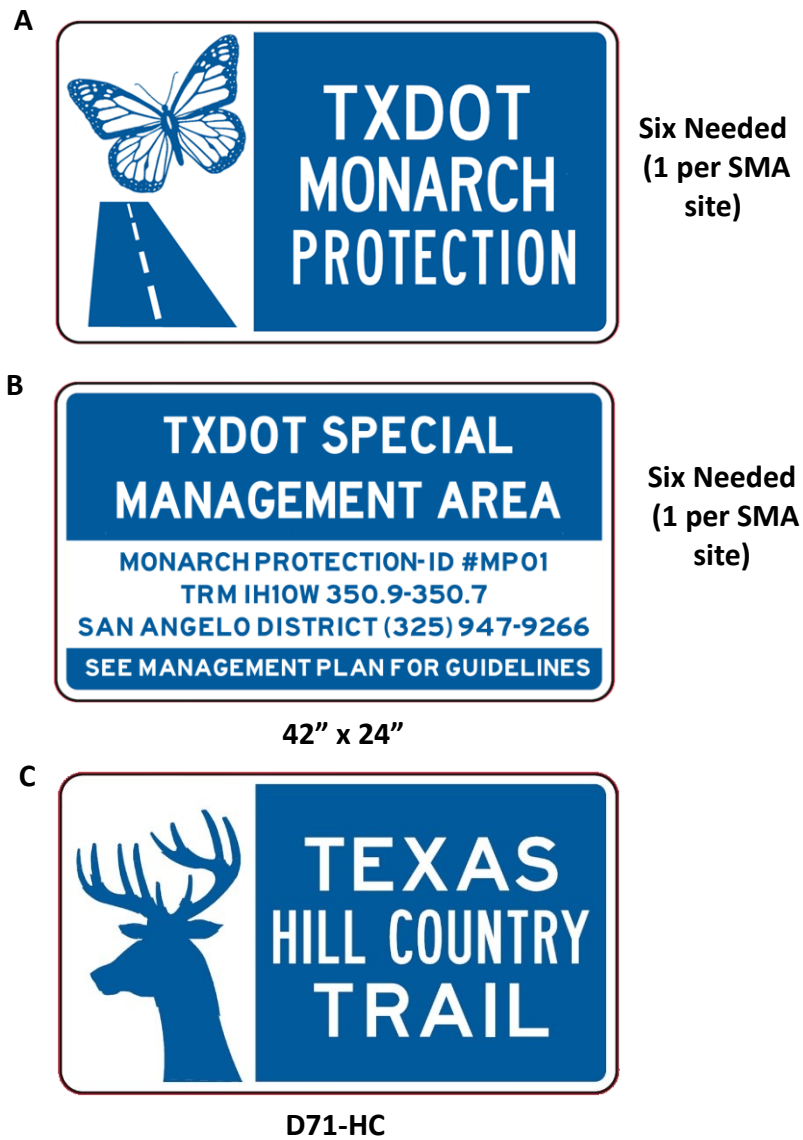 A
TXDOT
MONARCH
PROTECTION
Six Needed
(1 per SMA
site)
B
TXDOT SPECIAL
MANAGEMENT AREA
MONARCH PROTECTION-ID #MP01
TRM IH10W 350.9-350.7
SAN ANGELO DISTRICT (325) 947-9266
SEE MANAGEMENT PLAN FOR GUIDELINES
Six Needed
(1 per SMA
site)
42” x 24”
C
TEXAS
HILL COUNTRY
TRAIL
D71-HC